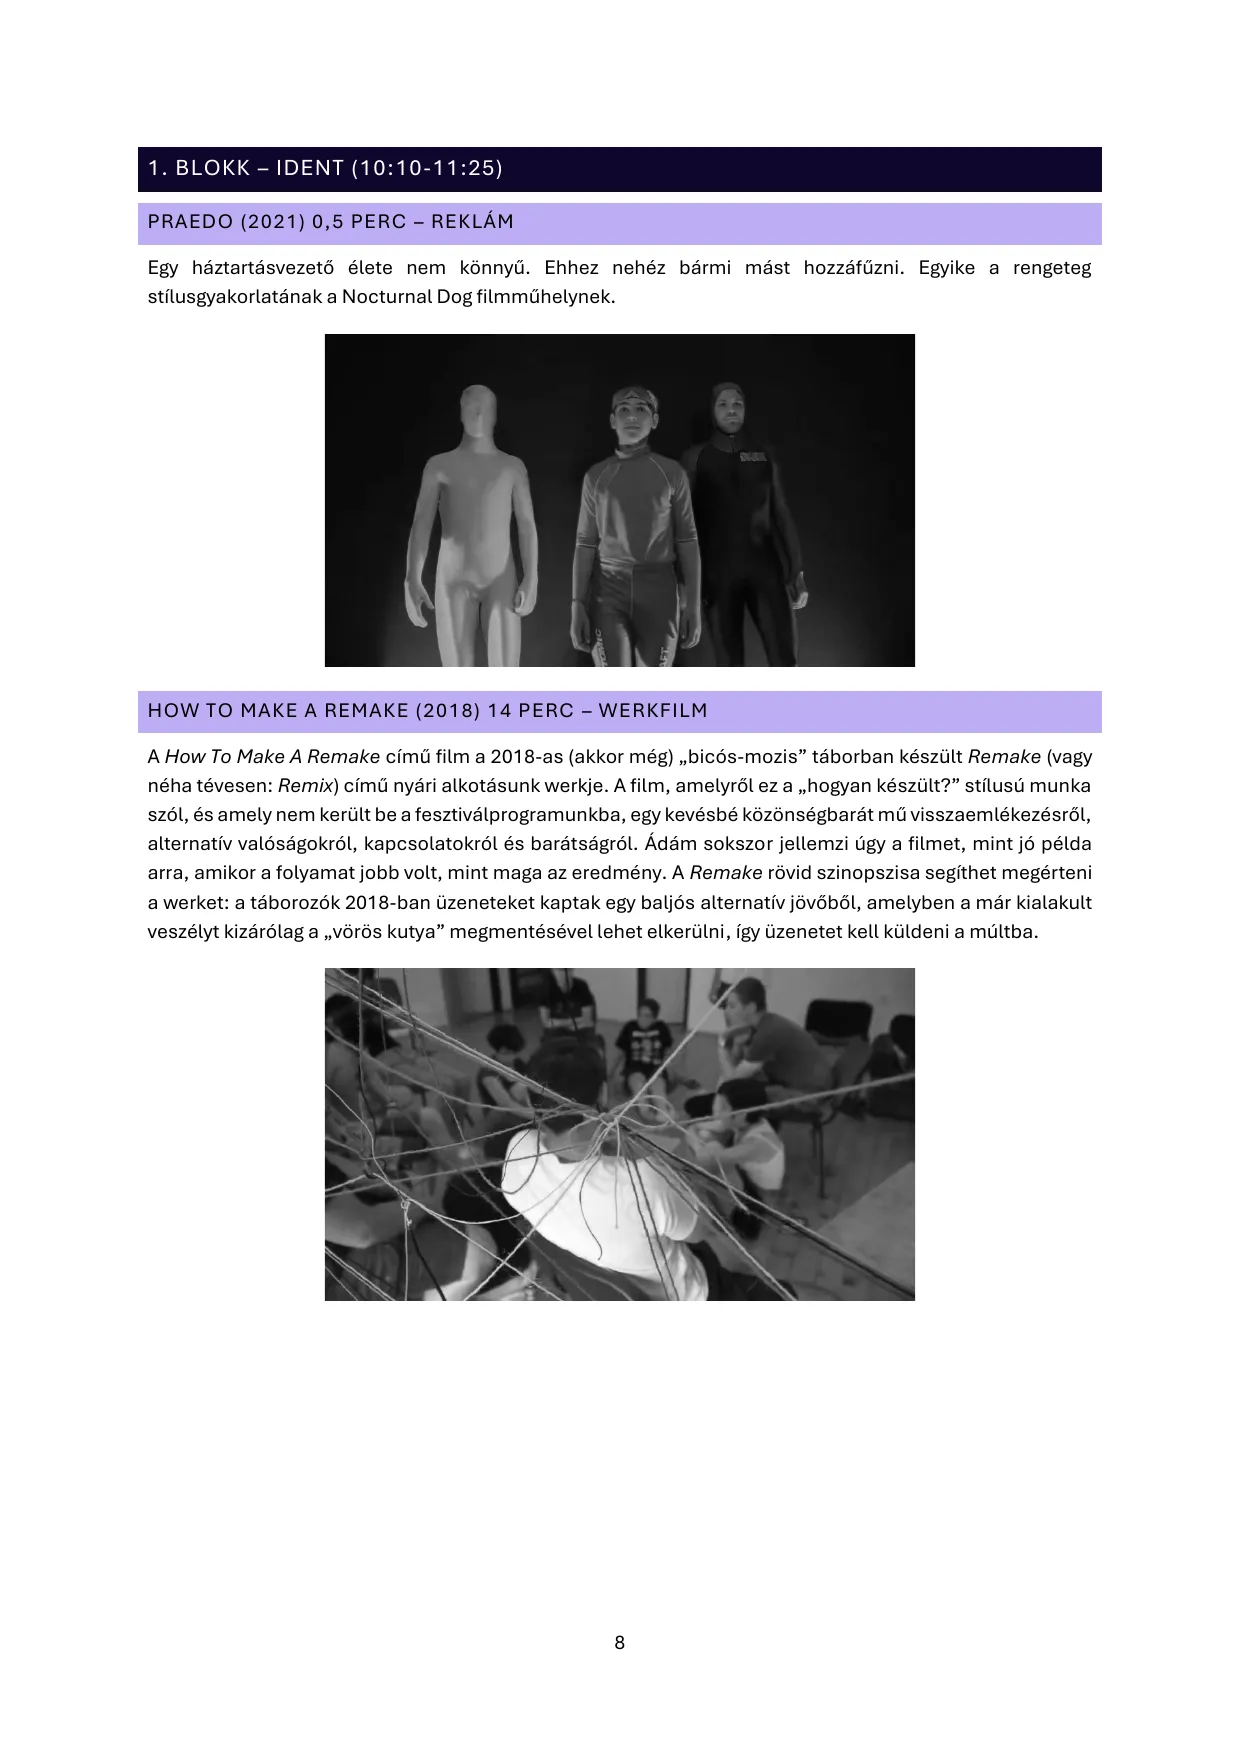 1. BLOKK – IDENT (10:10-11:25)
PRAEDO (2021) 0,5 PERC – REKLÁM
Egy háztartásvezető élete nem könnyű. Ehhez nehéz bármi mást hozzáfűzni. Egyike a rengeteg
stílusgyakorlatának a Nocturnal Dog filmműhelynek.
HOW TO MAKE A REMAKE (2018) 14 PERC – WERKFILM
A How To Make A Remake című film a 2018-as (akkor még) „bicós-mozis” táborban készült Remake (vagy
néha tévesen: Remix) című nyári alkotásunk werkje. A film, amelyről ez a „hogyan készült?” stílusú munka
szól, és amely nem került be a fesztiválprogramunkba, egy kevésbé közönségbarát mű visszaemlékezésről,
alternatív valóságokról, kapcsolatokról és barátságról. Ádám sokszor jellemzi úgy a filmet, mint jó példa
arra, amikor a folyamat jobb volt, mint maga az eredmény. A Remake rövid szinopszisa segíthet megérteni
a werket: a táborozók 2018-ban üzeneteket kaptak egy baljós alternatív jövőből, amelyben a már kialakult
veszélyt kizárólag a „vörös kutya” megmentésével lehet elkerülni, így üzenetet kell küldeni a múltba.
8